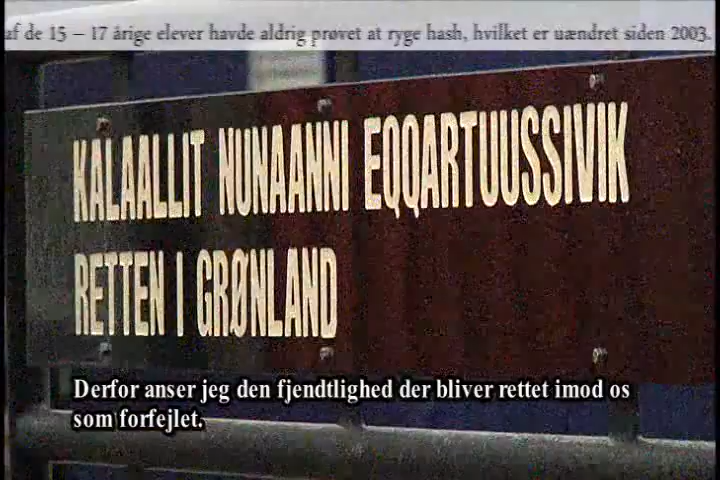 af de 15 – 17 årige elever havde aldrig prøvet at ryge hash, hvilket er uændret siden 2003.
KALAALLIT NUNAANNI EQQARTUUSSIVIK
RETTEN I GRØNLAND
Derfor anser jeg den fjendtlighed der bliver rettet imod os
som forfejlet.